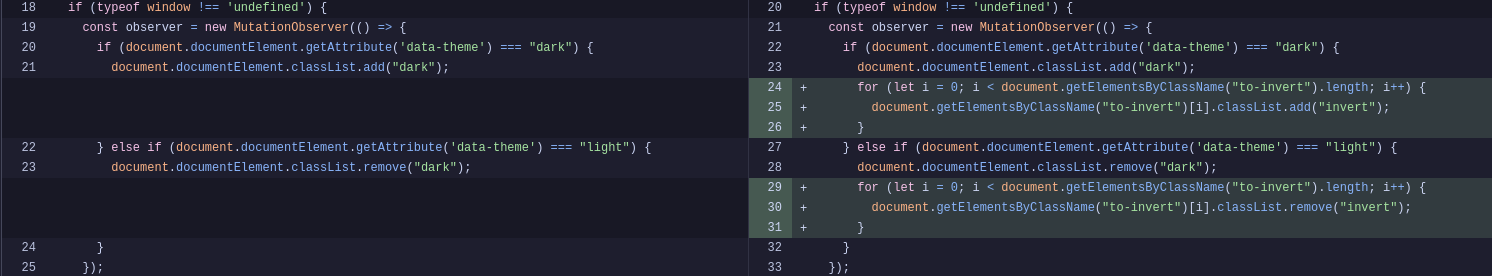 18 if (typeof window !== 'undefined') {
19 const observer = new MutationObserver(() => {
20 if (document.documentElement.getAttribute('data-theme') === "dark") {
21 document.documentElement.classList.add("dark");
22 } else if (document.documentElement.getAttribute('data-theme') === "light") {
23 document.documentElement.classList.remove("dark");
24 }
25 });
20 if (typeof window !== 'undefined') {
21 const observer = new MutationObserver(() => {
22 if (document.documentElement.getAttribute('data-theme') === "dark") {
23 document.documentElement.classList.add("dark");
24 + for (let i = 0; i < document.getElementsByClassName("to-invert").length; i++) {
25 + document.getElementsByClassName("to-invert")[i].classList.add("invert");
26 + }
27 } else if (document.documentElement.getAttribute('data-theme') === "light") {
28 document.documentElement.classList.remove("dark");
29 + for (let i = 0; i < document.getElementsByClassName("to-invert").length; i++) {
30 + document.getElementsByClassName("to-invert")[i].classList.remove("invert");
31 + }
32 }
33 });